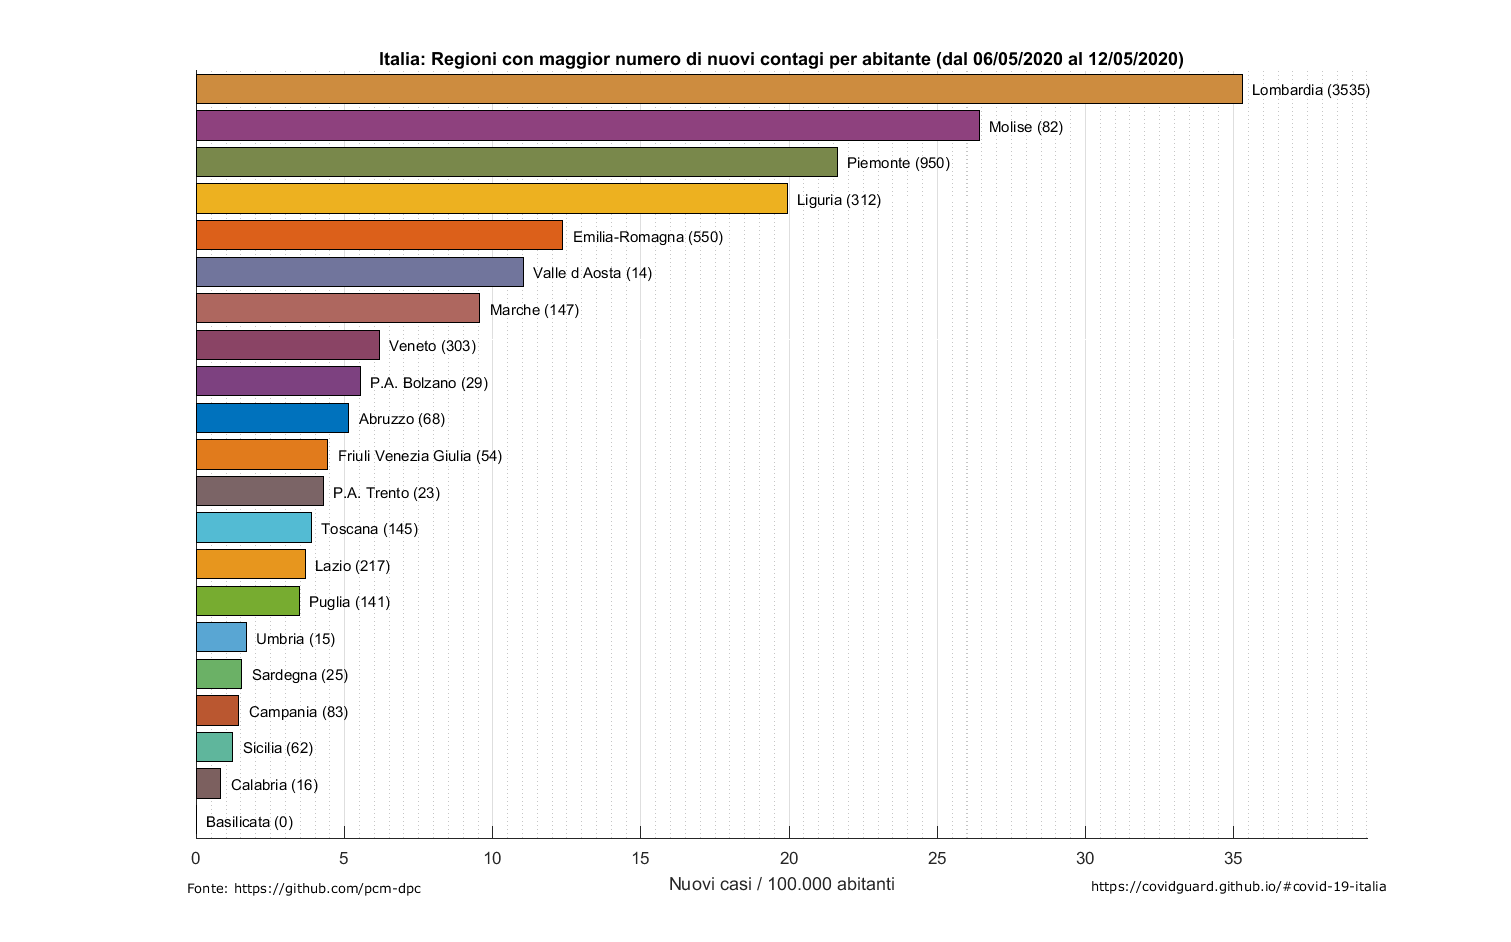 Italia: Regioni con maggior numero di nuovi contagi per abitante (dal 06/05/2020 al 12/05/2020)
Lombardia (3535)
Molise (82)
Piemonte (950)
Liguria (312)
Emilia-Romagna (550)
Valle d Aosta (14)
Marche (147)
Veneto (303)
P.A. Bolzano (29)
Abruzzo (68)
Friuli Venezia Giulia (54)
P.A. Trento (23)
Toscana (145)
Lazio (217)
Puglia (141)
Umbria (15)
Sardegna (25)
Campania (83)
Sicilia (62)
Calabria (16)
Basilicata (0)
0 5 10 15 20 25 30 35
Nuovi casi / 100.000 abitanti
Fonte: https://github.com/pcm-dpc
https://covidguard.github.io/#covid-19-italia